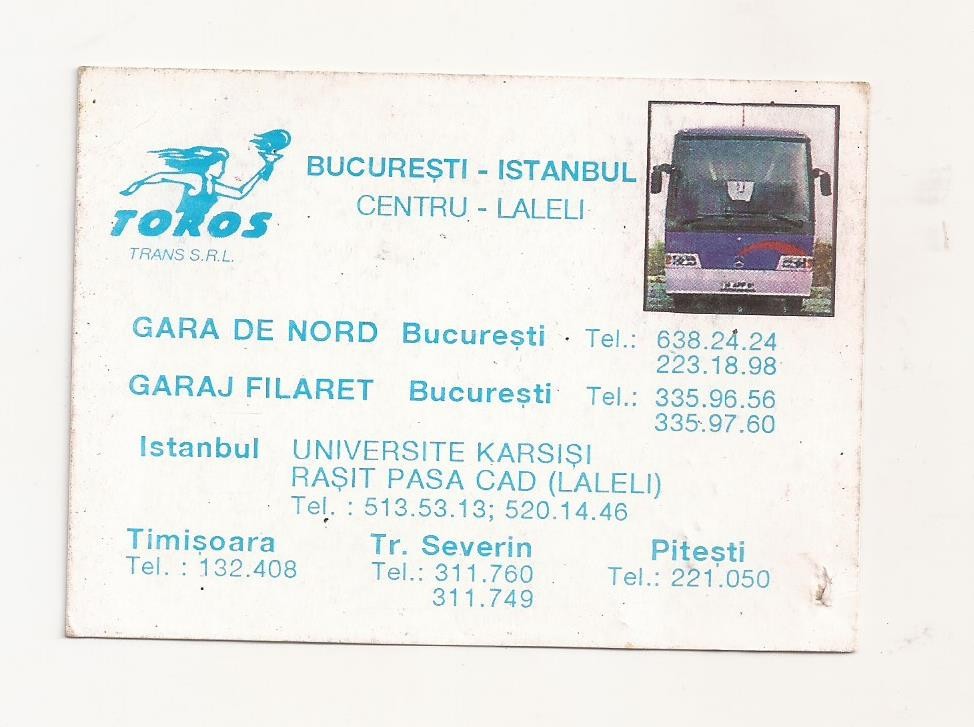 TOROS
TRANS S.R.L.
BUCUREȘTI - ISTANBUL
CENTRU - LALELI
GARA DE NORD București Tel.: 638.24.24
223.18.98
GARAJ FILARET București Tel.: 335.96.56
335.97.60
Istanbul UNIVERSITE KARSIȘI
RAȘIT PASA CAD (LALELI)
Tel. : 513.53.13; 520.14.46
Timișoara
Tel. : 132.408
Tr. Severin
Tel.: 311.760
311.749
Pitești
Tel.: 221.050